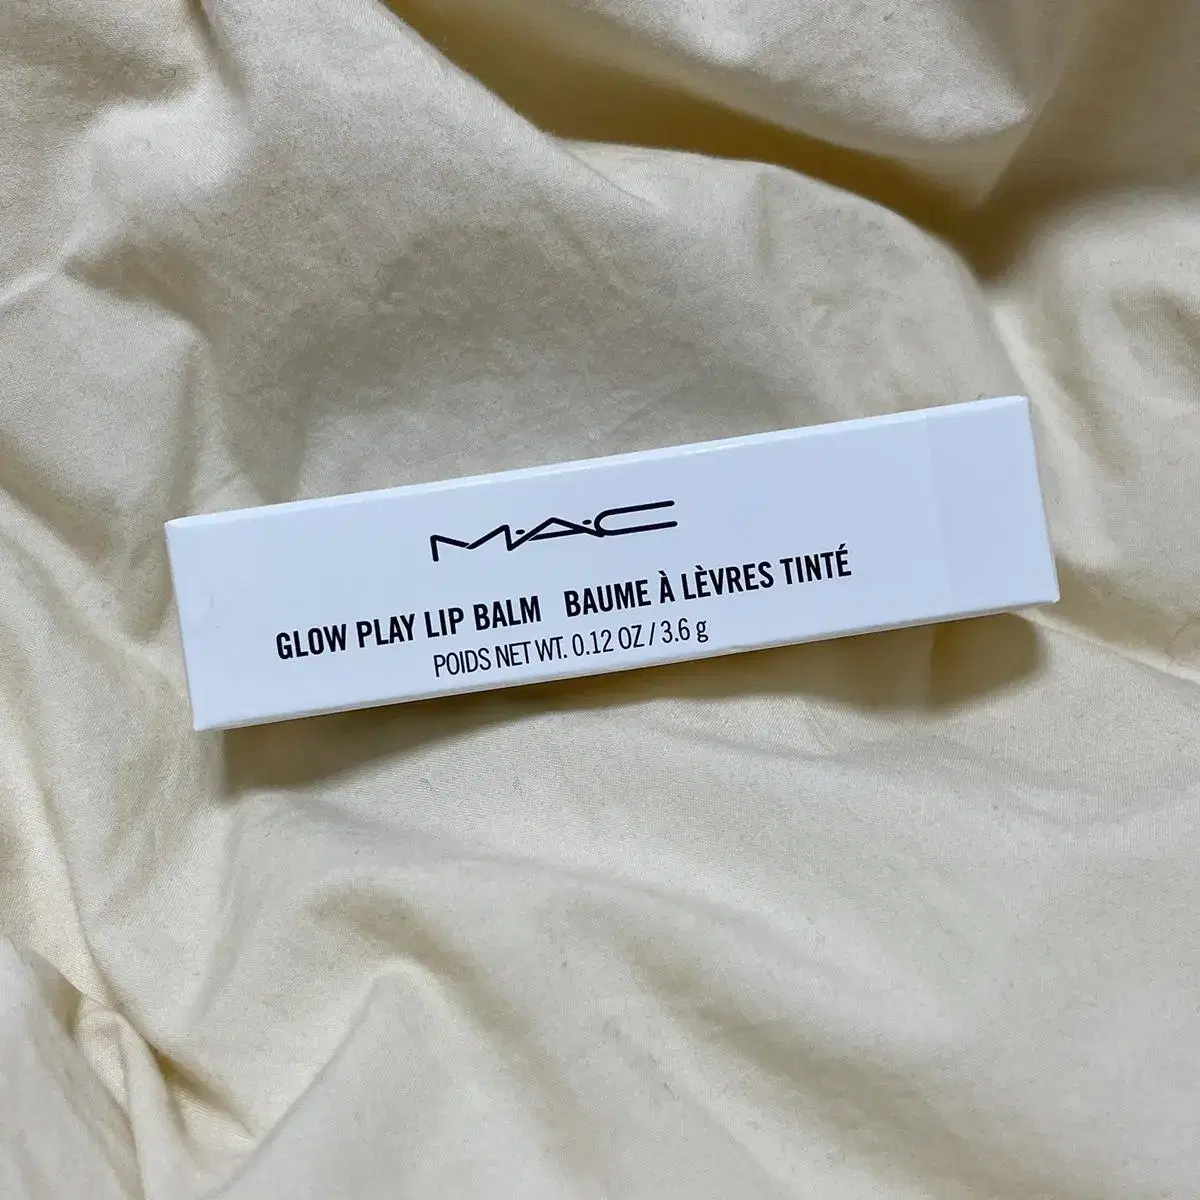 M·A·C
GLOW PLAY LIP BALM BAUME À LÈVRES TINTÉ
POIDS NET WT. 0.12 OZ / 3.6 g